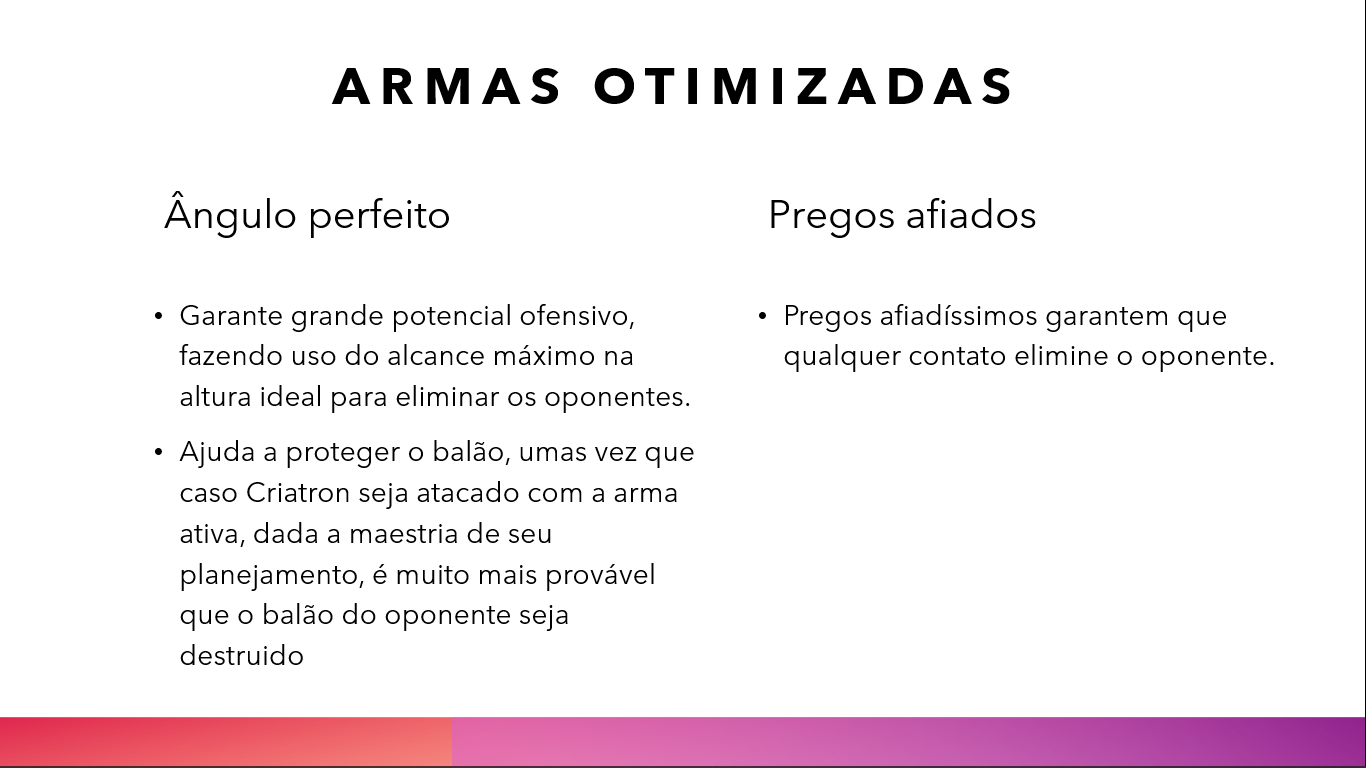 ARMAS OTIMIZADAS
Ângulo perfeito
• Garante grande potencial ofensivo,
fazendo uso do alcance máximo na
altura ideal para eliminar os oponentes.
• Ajuda a proteger o balão, umas vez que
caso Criatron seja atacado com a arma
ativa, dada a maestria de seu
planejamento, é muito mais provável
que o balão do oponente seja
destruido
Pregos afiados
• Pregos afiadíssimos garantem que
qualquer contato elimine o oponente.